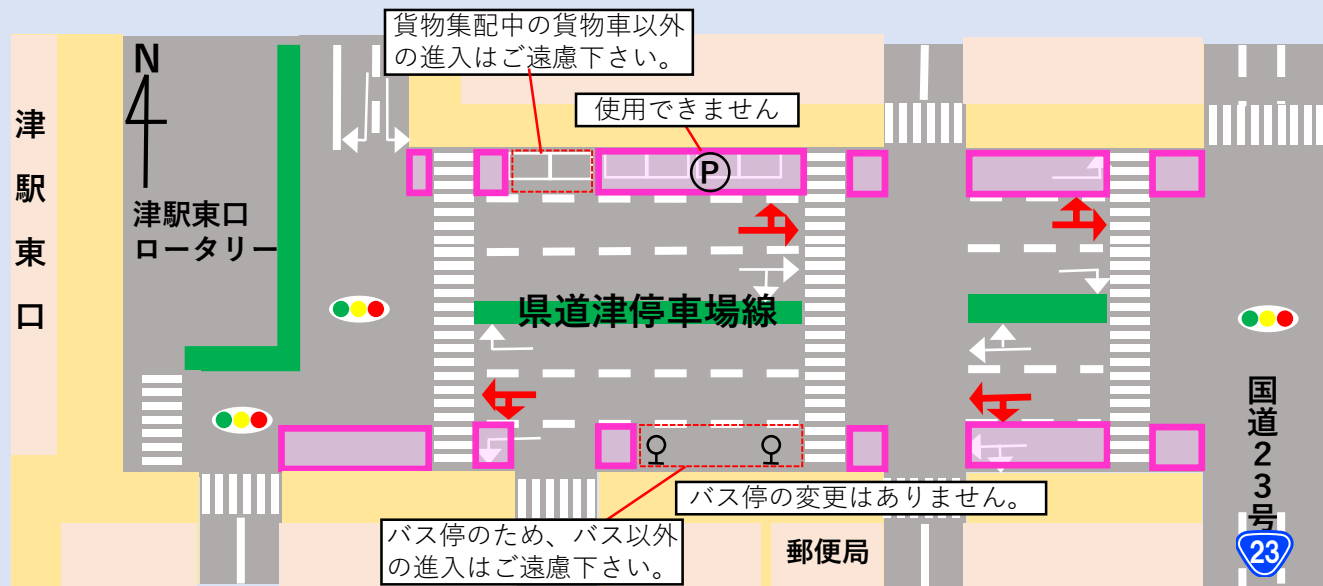 貨物集配中の貨物車以外
の進入はご遠慮下さい。
使用できません
N
P
津駅東口
津駅東口
ロータリー
県道津停車場線
国道23号
23
バス停の変更はありません。
バス停のため、バス以外
の進入はご遠慮下さい。
郵便局